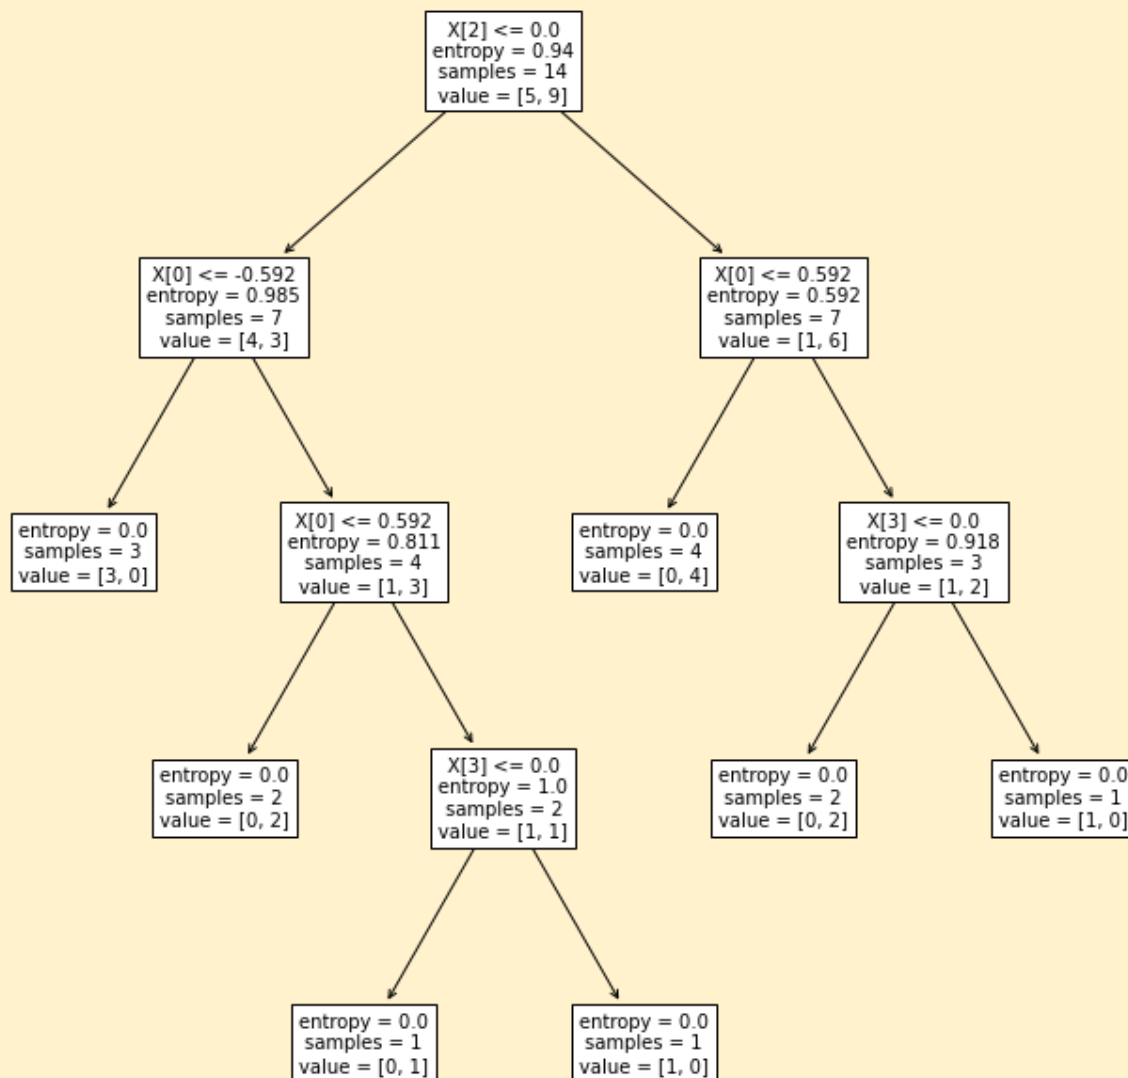 X[2] <= 0.0
entropy = 0.94
samples = 14
value = [5, 9]
X[0] <= -0.592
entropy = 0.985
samples = 7
value = [4, 3]
X[0] <= 0.592
entropy = 0.592
samples = 7
value = [1, 6]
entropy = 0.0
samples = 3
value = [3, 0]
X[0] <= 0.592
entropy = 0.811
samples = 4
value = [1, 3]
entropy = 0.0
samples = 4
value = [0, 4]
X[3] <= 0.0
entropy = 0.918
samples = 3
value = [1, 2]
entropy = 0.0
samples = 2
value = [0, 2]
X[3] <= 0.0
entropy = 1.0
samples = 2
value = [1, 1]
entropy = 0.0
samples = 2
value = [0, 2]
entropy = 0.0
samples = 1
value = [1, 0]
entropy = 0.0
samples = 1
value = [0, 1]
entropy = 0.0
samples = 1
value = [1, 0]